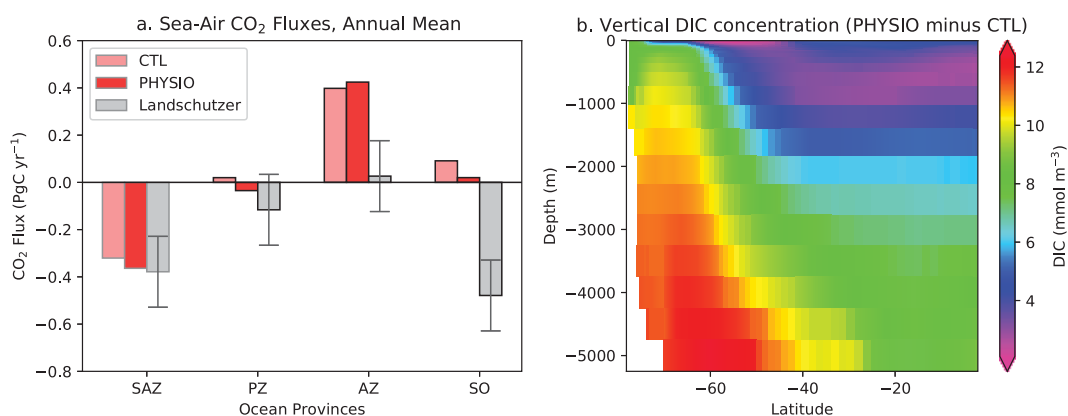 a. Sea-Air CO₂ Fluxes, Annual Mean
0.6
0.4
0.2
0.0
−0.2
−0.4
−0.6
−0.8
CO₂ Flux (PgC yr⁻¹)
CTL
PHYSIO
Landschutzer
SAZ
PZ
AZ
SO
Ocean Provinces
b. Vertical DIC concentration (PHYSIO minus CTL)
0
−1000
−2000
−3000
−4000
−5000
Depth (m)
−60
−40
−20
Latitude
12
10
8
6
4
DIC (mmol m⁻³)